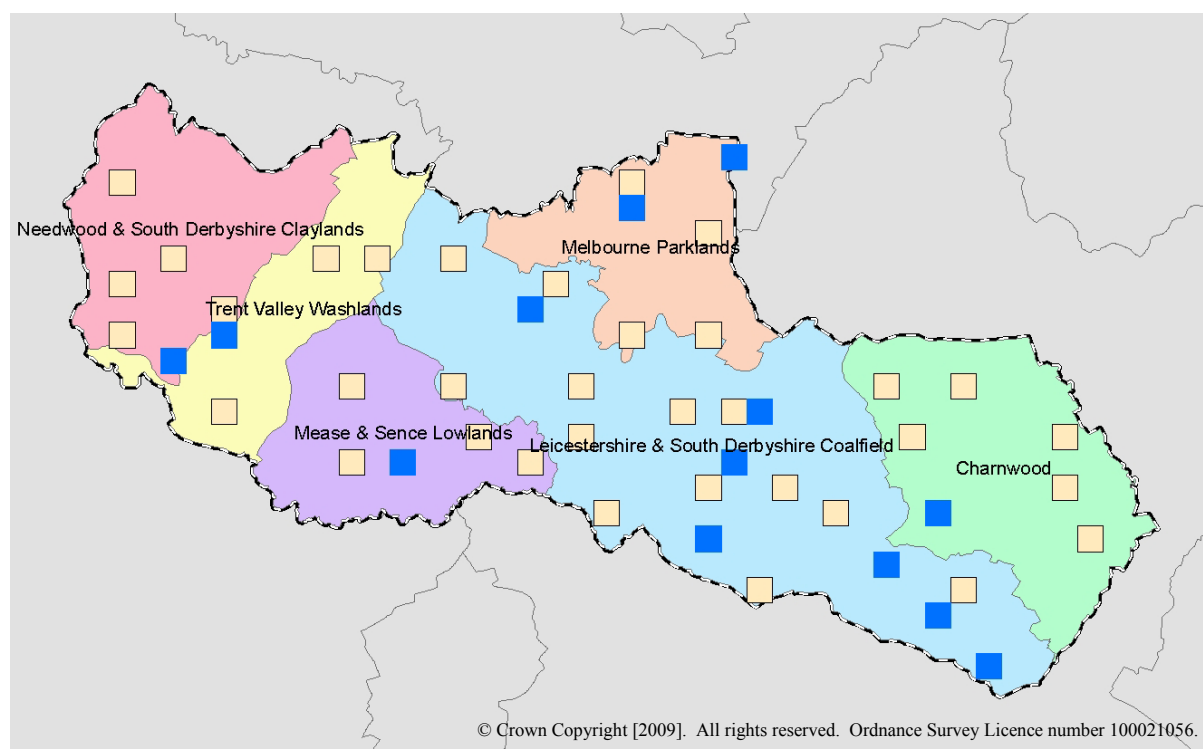 Needwood & South Derbyshire Claylands
Melbourne Parklands
Trent Valley Washlands
Mease & Sence Lowlands
Leicestershire & South Derbyshire Coalfield
Charnwood
© Crown Copyright [2009].  All rights reserved.  Ordnance Survey Licence number 100021056.